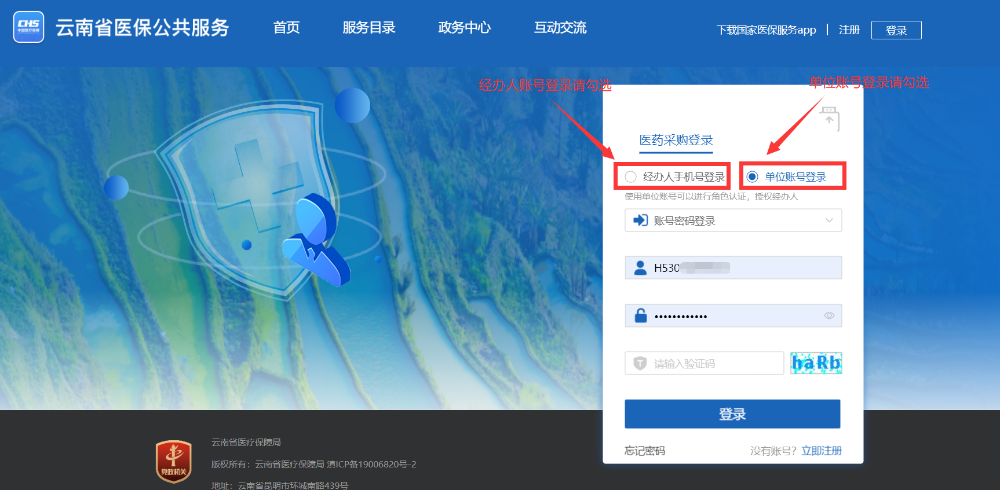 CHS
中国医疗保障
云南省医保公共服务
首页
服务目录
政务中心
互动交流
下载国家医保服务app
注册
登录
经办人账号登录请勾选
单位账号登录请勾选
医药采购登录
经办人手机号登录
单位账号登录
使用单位账号可以进行角色认证，授权经办人
账号密码登录
H530
••••••••••••
请输入验证码
haRb
登录
忘记密码
没有账号？立即注册
党政机关
云南省医疗保障局
版权所有：云南省医疗保障局 滇ICP备19006820号-2
地址：云南省昆明市环城南路439号